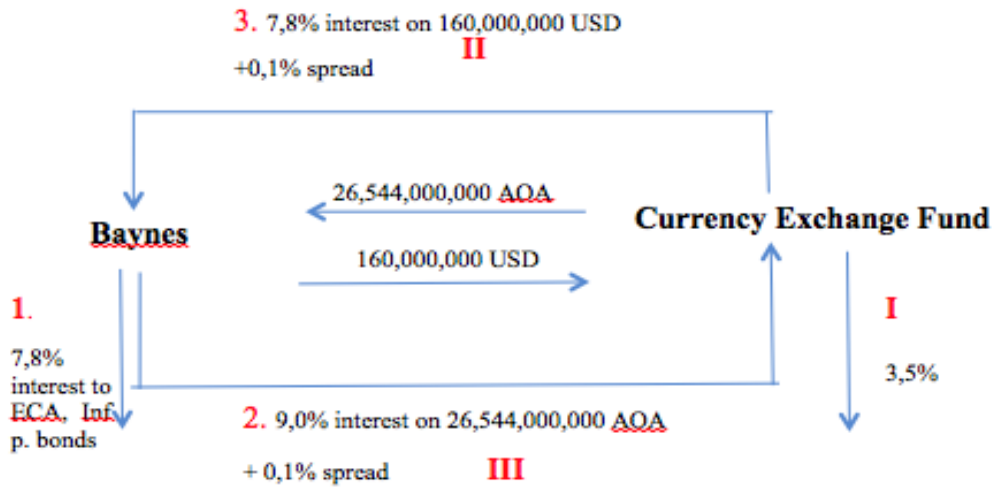 3. 7,8% interest on 160,000,000 USD
II
+0,1% spread
26,544,000,000 AOA
Baynes
Currency Exchange Fund
160,000,000 USD
1.
7,8%
interest to
ECA, Inf
p. bonds
I
3,5%
2. 9,0% interest on 26,544,000,000 AOA
+ 0,1% spread
III